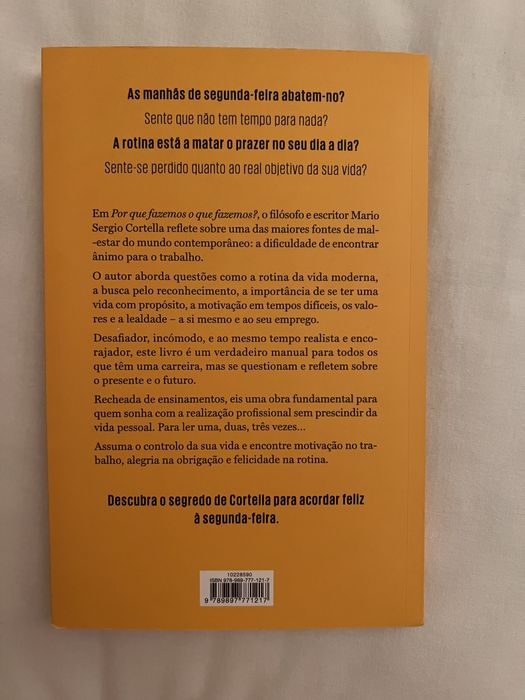 As manhãs de segunda-feira abatem-no?
Sente que não tem tempo para nada?
A rotina está a matar o prazer no seu dia a dia?
Sente-se perdido quanto ao real objetivo da sua vida?
Em Por que fazemos o que fazemos?, o filósofo e escritor Mario
Sergio Cortella reflete sobre uma das maiores fontes de mal-
-estar do mundo contemporâneo: a dificuldade de encontrar
ânimo para o trabalho.
O autor aborda questões como a rotina da vida moderna,
a busca pelo reconhecimento, a importância de se ter uma
vida com propósito, a motivação em tempos difíceis, os valo-
res e a lealdade – a si mesmo e ao seu emprego.
Desafiador, incómodo, e ao mesmo tempo realista e enco-
rajador, este livro é um verdadeiro manual para todos os
que têm uma carreira, mas se questionam e refletem sobre
o presente e o futuro.
Recheada de ensinamentos, eis uma obra fundamental para
quem sonha com a realização profissional sem prescindir da
vida pessoal. Para ler uma, duas, três vezes...
Assuma o controlo da sua vida e encontre motivação no tra-
balho, alegria na obrigação e felicidade na rotina.
Descubra o segredo de Cortella para acordar feliz
à segunda-feira.
10228590
ISBN 978-989-777-121-7
9 789897 771217